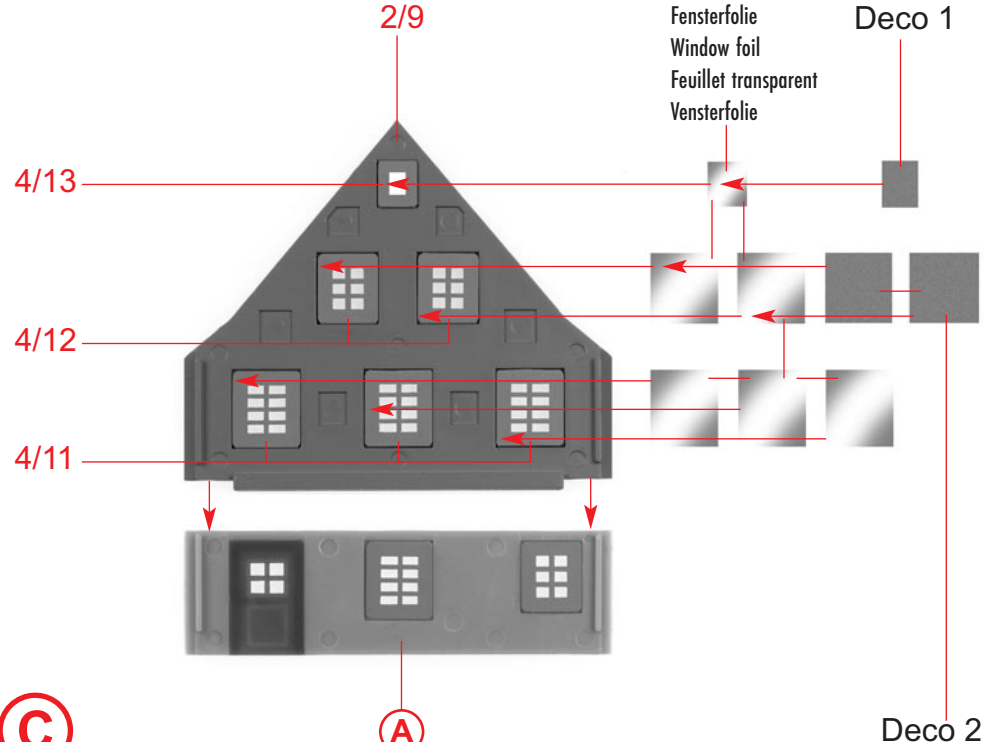 2/9
Fensterfolie
Window foil
Feuillet transparent
Vensterfolie
Deco 1
4/13
4/12
4/11
C
A
Deco 2